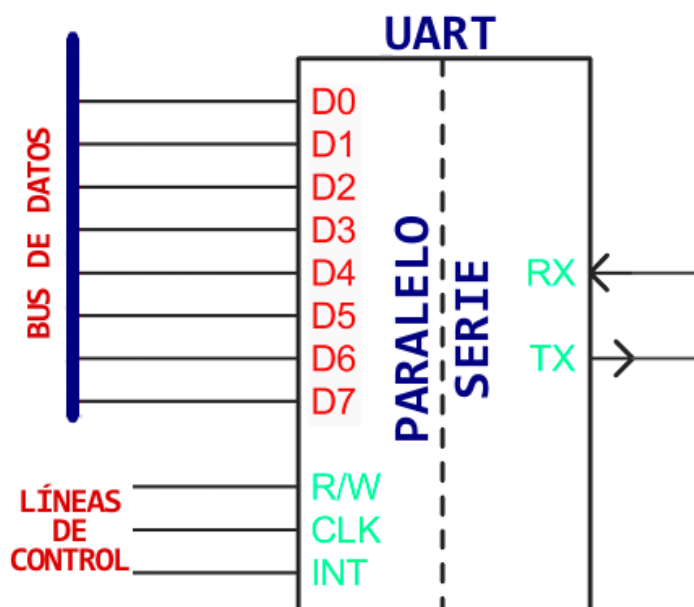 UART
BUS DE DATOS
D0
D1
D2
D3
D4
D5
D6
D7
PARALELO
SERIE
RX
TX
LÍNEAS
DE
CONTROL
R/W
CLK
INT